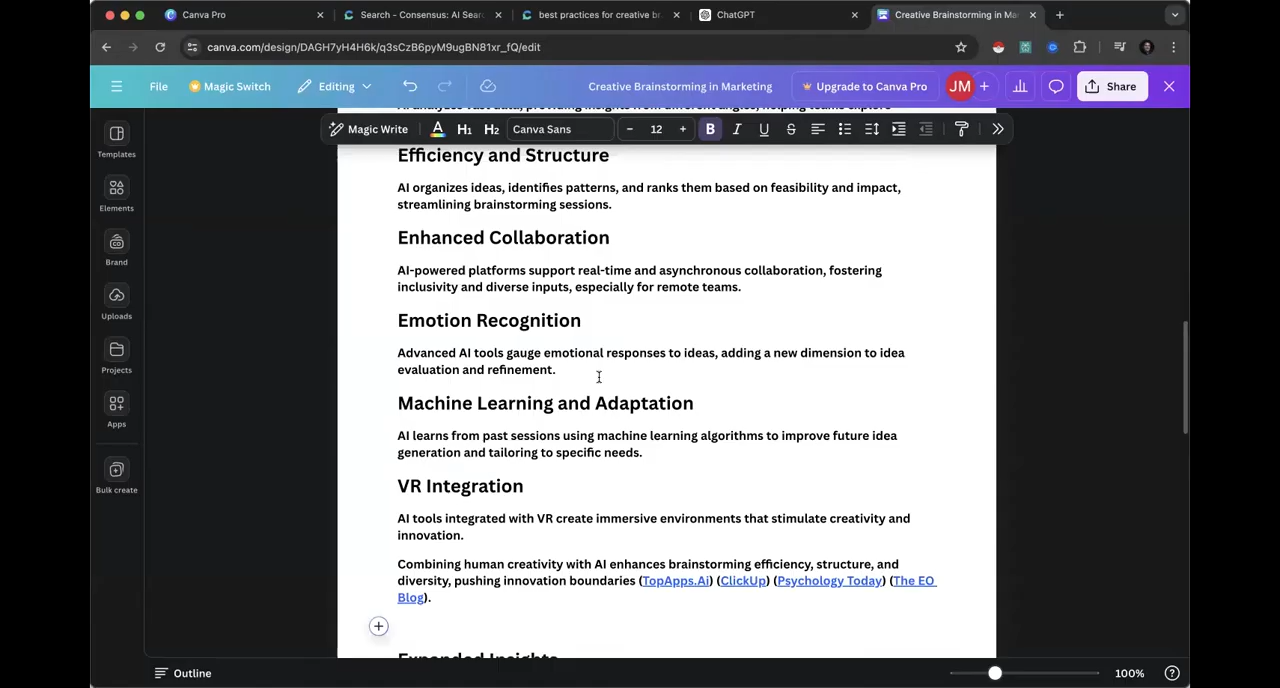 Canva Pro
Search - Consensus: AI Sear
best practices for creative br
ChatGPT
Creative Brainstorming in Ma
canva.com/design/DAGH7yH4H6k/q3sCzB6pyM9ugBN81xr_fQ/edit
File
Magic Switch
Editing
Creative Brainstorming in Marketing
Upgrade to Canva Pro
JM
Share
Magic Write
A
H1
H2
Canva Sans
– 12 +
B
I
U
S
Templates
Elements
Brand
Uploads
Projects
Apps
Bulk create
Efficiency and Structure
AI organizes ideas, identifies patterns, and ranks them based on feasibility and impact,
streamlining brainstorming sessions.
Enhanced Collaboration
AI-powered platforms support real-time and asynchronous collaboration, fostering
inclusivity and diverse inputs, especially for remote teams.
Emotion Recognition
Advanced AI tools gauge emotional responses to ideas, adding a new dimension to idea
evaluation and refinement.
Machine Learning and Adaptation
AI learns from past sessions using machine learning algorithms to improve future idea
generation and tailoring to specific needs.
VR Integration
AI tools integrated with VR create immersive environments that stimulate creativity and
innovation.
Combining human creativity with AI enhances brainstorming efficiency, structure, and
diversity, pushing innovation boundaries (TopApps.Ai) (ClickUp) (Psychology Today) (The EO
Blog).
Expanded Insights
Outline
100%